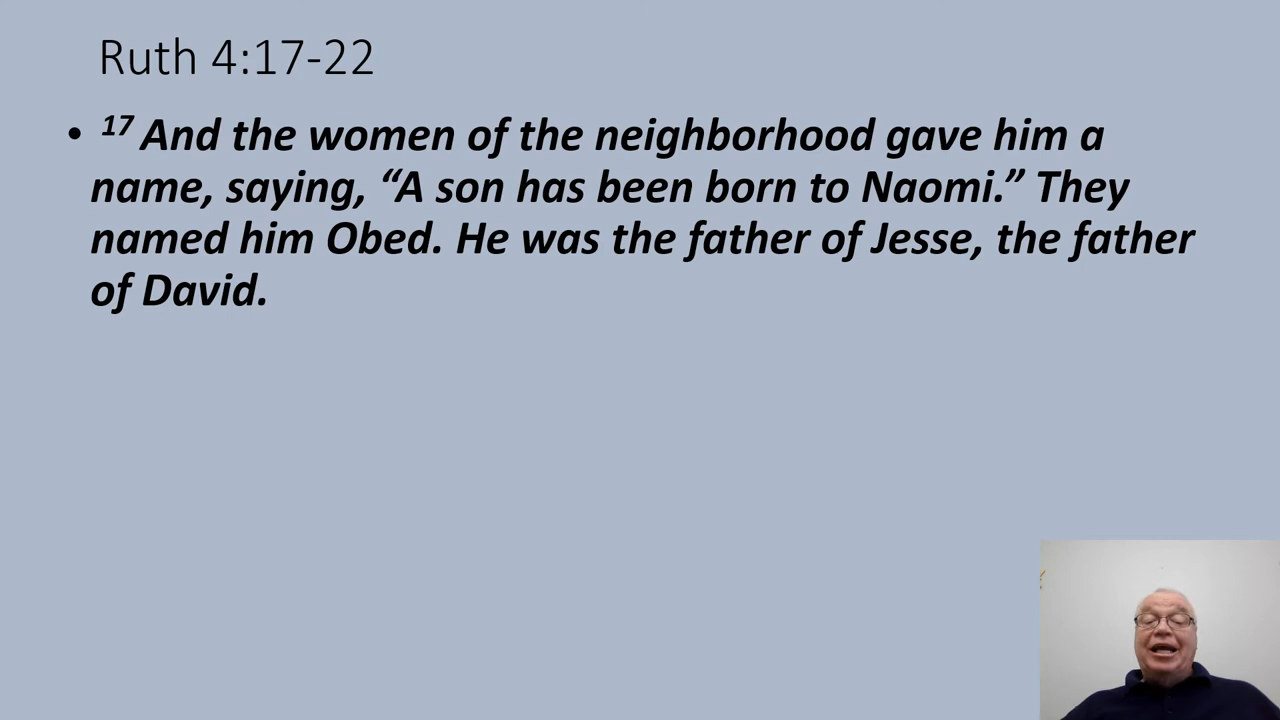 Ruth 4:17-22
• 17 And the women of the neighborhood gave him a
name, saying, “A son has been born to Naomi.” They
named him Obed. He was the father of Jesse, the father
of David.